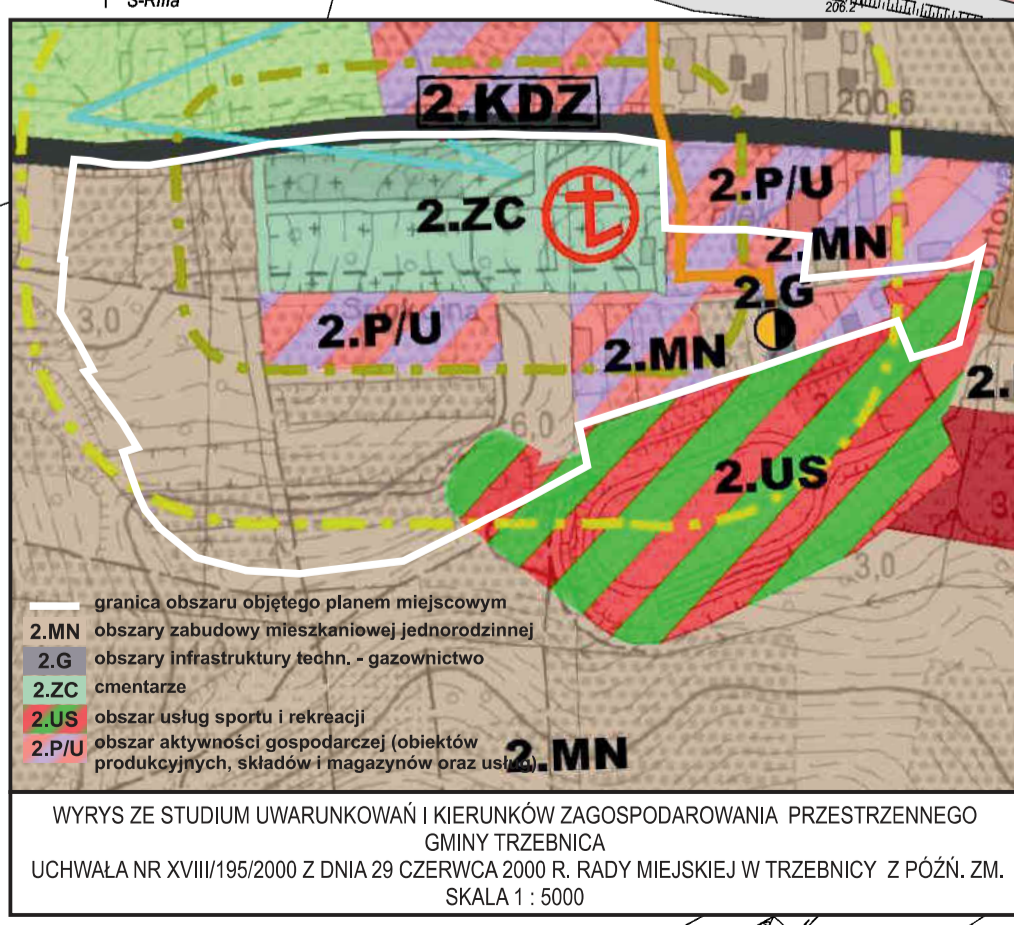 S-RIIIa
206.2
2.KDZ
200,6
2.P/U
2.ZC
2.MN
2.G
3,0
2.P/U
2.MN
2.
6,0
2.US
3
3,0
granica obszaru objętego planem miejscowym
2.MN obszary zabudowy mieszkaniowej jednorodzinnej
2.G obszary infrastruktury techn. - gazownictwo
2.ZC cmentarze
2.US obszar usług sportu i rekreacji
2.P/U obszar aktywności gospodarczej (obiektów
produkcyjnych, składów i magazynów oraz usług)
2.MN
WYRYS ZE STUDIUM UWARUNKOWAŃ I KIERUNKÓW ZAGOSPODAROWANIA PRZESTRZENNEGO
GMINY TRZEBNICA
UCHWAŁA NR XVIII/195/2000 Z DNIA 29 CZERWCA 2000 R. RADY MIEJSKIEJ W TRZEBNICY Z PÓŹN. ZM.
SKALA 1 : 5000